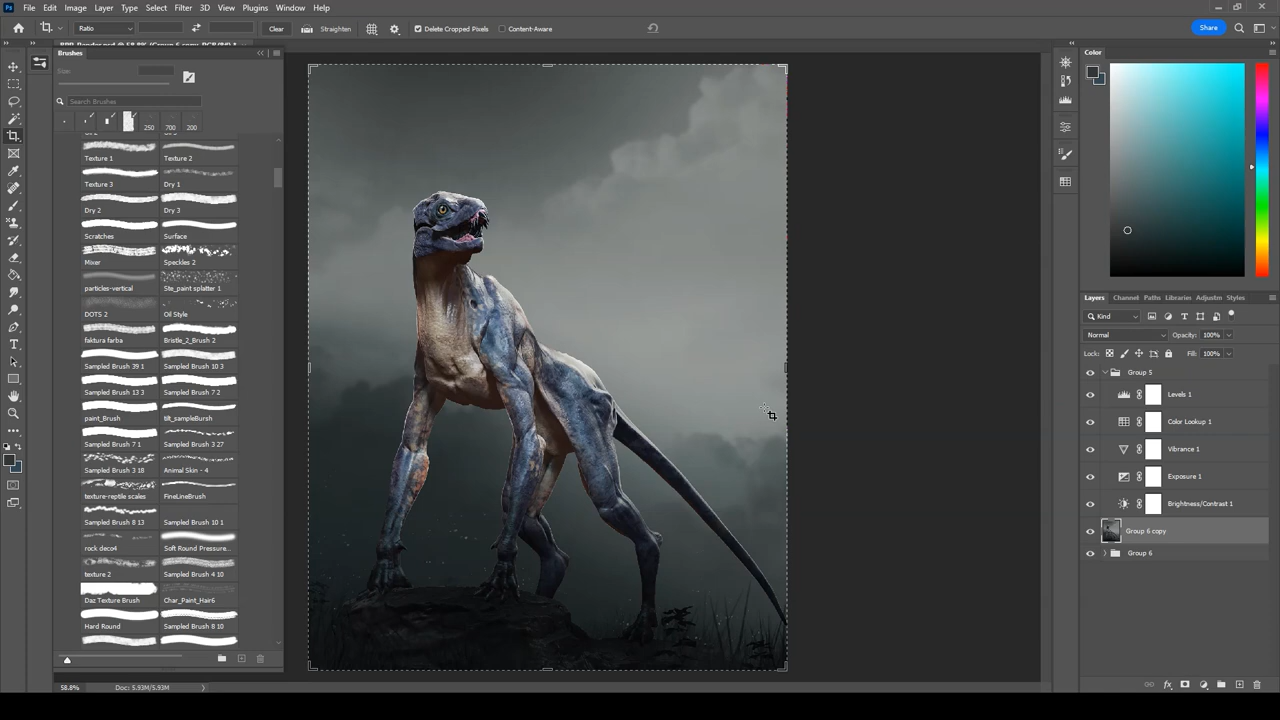 Ps File Edit Image Layer Type Select Filter 3D View Plugins Window Help
Ratio Clear Straighten Delete Cropped Pixels Content-Aware Share
Brushes
Size:
Search Brushes
250 700 200
Texture 1 Texture 2
Texture 3 Dry 1
Dry 2 Dry 3
Scratches Surface
Mixer Speckles 2
particles-vertical Ste_paint splatter 1
DOTS 2 Oil Style
faktura farba Bristle_2_Brush 2
Sampled Brush 39 1 Sampled Brush 10 3
Sampled Brush 13 3 Sampled Brush 7 2
paint_Brush tilt_sampleBursh
Sampled Brush 7 1 Sampled Brush 3 27
Sampled Brush 3 18 Animal Skin - 4
texture-reptile scales FineLineBrush
Sampled Brush 8 13 Sampled Brush 10 1
rock deco4 Soft Round Pressure...
texture 2 Sampled Brush 4 10
Daz Texture Brush Char_Paint_Hair6
Hard Round Sampled Brush 8 10
58.8% Doc: 5.93M/5.93M
Color
Layers Channel Paths Libraries Adjustm Styles
Kind
Normal Opacity: 100%
Lock: Fill: 100%
Group 5
Levels 1
Color Lookup 1
Vibrance 1
Exposure 1
Brightness/Contrast 1
Group 6 copy
Group 6